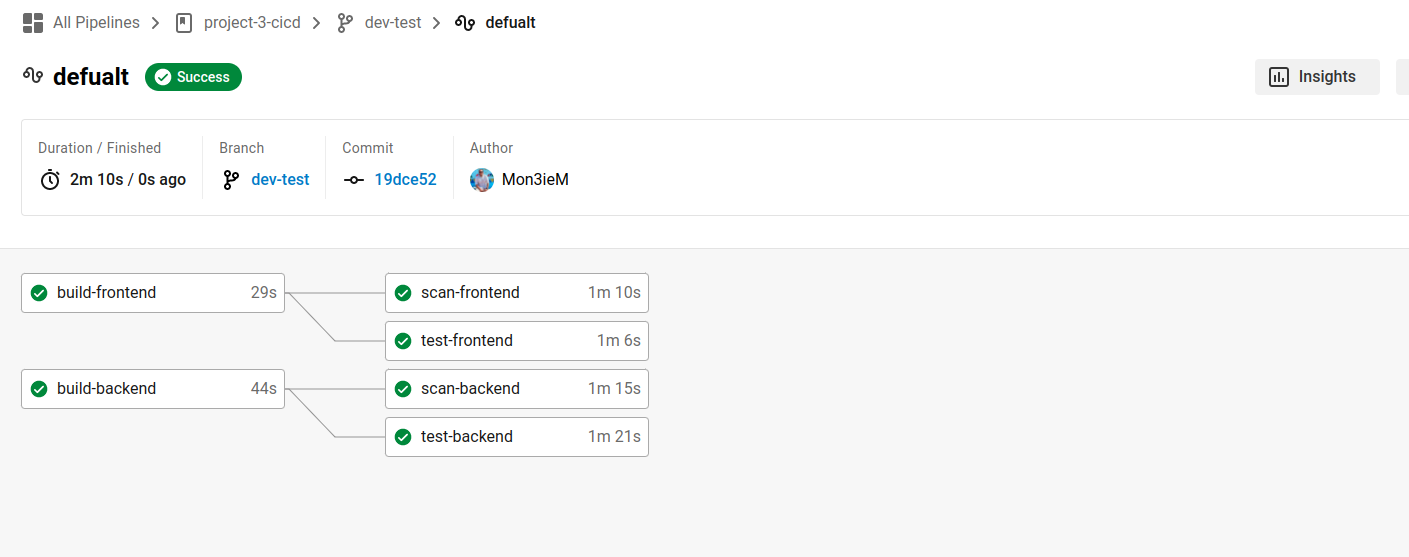 All Pipelines project-3-cicd dev-test defualt
defualt Success Insights
Duration / Finished Branch Commit Author
2m 10s / 0s ago dev-test 19dce52 Mon3ieM
build-frontend 29s scan-frontend 1m 10s
test-frontend 1m 6s
build-backend 44s scan-backend 1m 15s
test-backend 1m 21s